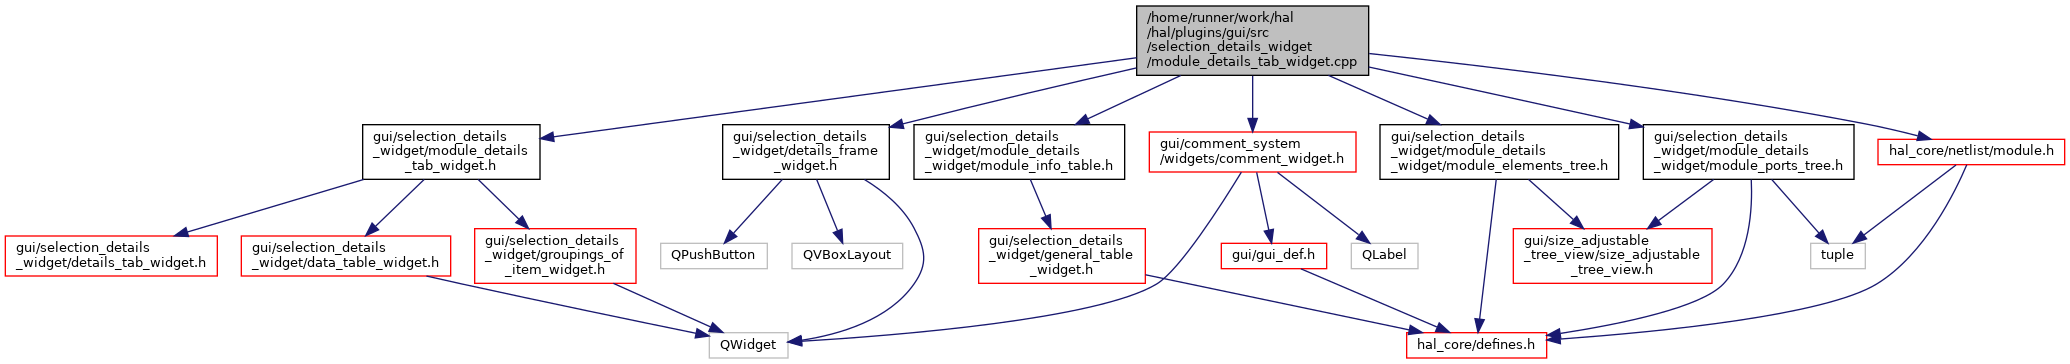 /home/runner/work/hal
/hal/plugins/gui/src
/selection_details_widget
/module_details_tab_widget.cpp
gui/selection_details
_widget/module_details
_tab_widget.h
gui/selection_details
_widget/details_frame
_widget.h
gui/selection_details
_widget/module_details
_widget/module_info_table.h
gui/comment_system
/widgets/comment_widget.h
gui/selection_details
_widget/module_details
_widget/module_elements_tree.h
gui/selection_details
_widget/module_details
_widget/module_ports_tree.h
hal_core/netlist/module.h
gui/selection_details
_widget/details_tab_widget.h
gui/selection_details
_widget/data_table_widget.h
gui/selection_details
_widget/groupings_of
_item_widget.h
QPushButton
QVBoxLayout
gui/selection_details
_widget/general_table
_widget.h
gui/gui_def.h
QLabel
gui/size_adjustable
_tree_view/size_adjustable
_tree_view.h
tuple
QWidget
hal_core/defines.h